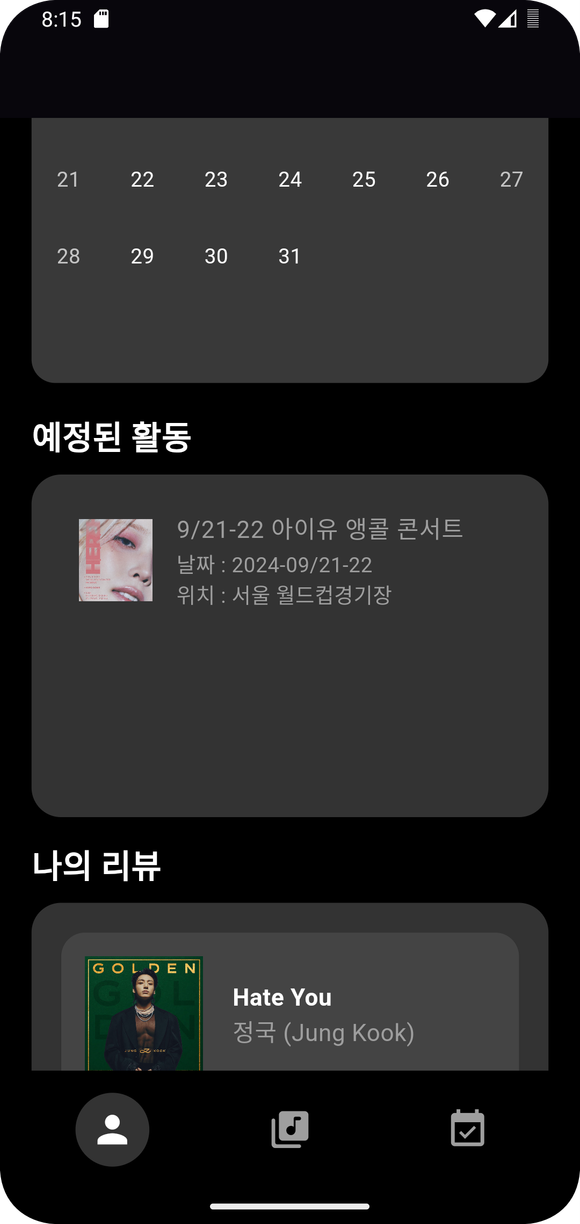 8:15
21 22 23 24 25 26 27
28 29 30 31
예정된 활동
HER
9/21-22 아이유 앵콜 콘서트
날짜 : 2024-09/21-22
위치 : 서울 월드컵경기장
나의 리뷰
GOLDEN
Hate You
정국 (Jung Kook)